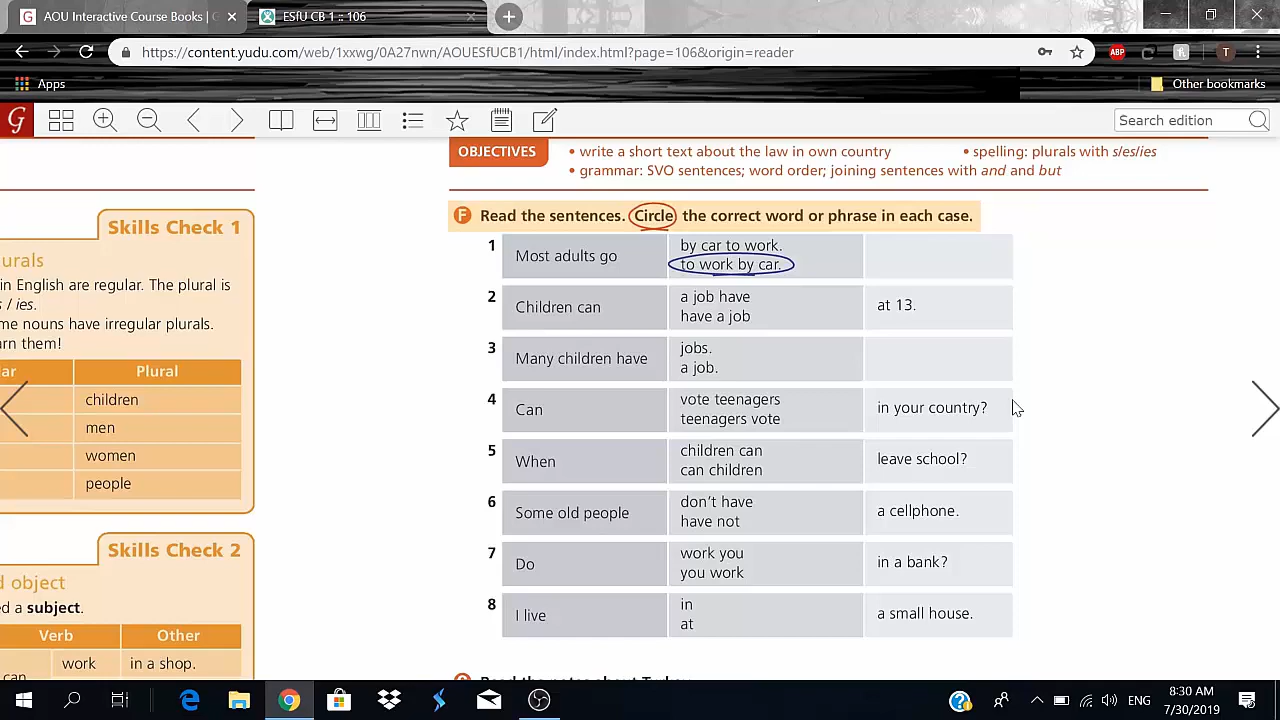 AOU Interactive Course Books |
ESfU CB 1 :: 106
https://content.yudu.com/web/1xxwg/0A27nwn/AOUESfUCB1/html/index.html?page=106&origin=reader
ABP
T
Apps
Other bookmarks
G
Search edition
OBJECTIVES
• write a short text about the law in own country
• spelling: plurals with s/es/ies
• grammar: SVO sentences; word order; joining sentences with and and but
Skills Check 1
urals
in English are regular. The plural is
s / ies.
me nouns have irregular plurals.
arn them!
lar Plural
children
men
women
people
Skills Check 2
d object
ed a subject.
Verb Other
can work in a shop.
F Read the sentences. Circle the correct word or phrase in each case.
1 Most adults go by car to work.
to work by car.
2 Children can a job have at 13.
have a job
3 Many children have jobs.
a job.
4 Can vote teenagers in your country?
teenagers vote
5 When children can leave school?
can children
6 Some old people don't have a cellphone.
have not
7 Do work you in a bank?
you work
8 I live in a small house.
at
ENG
8:30 AM
7/30/2019